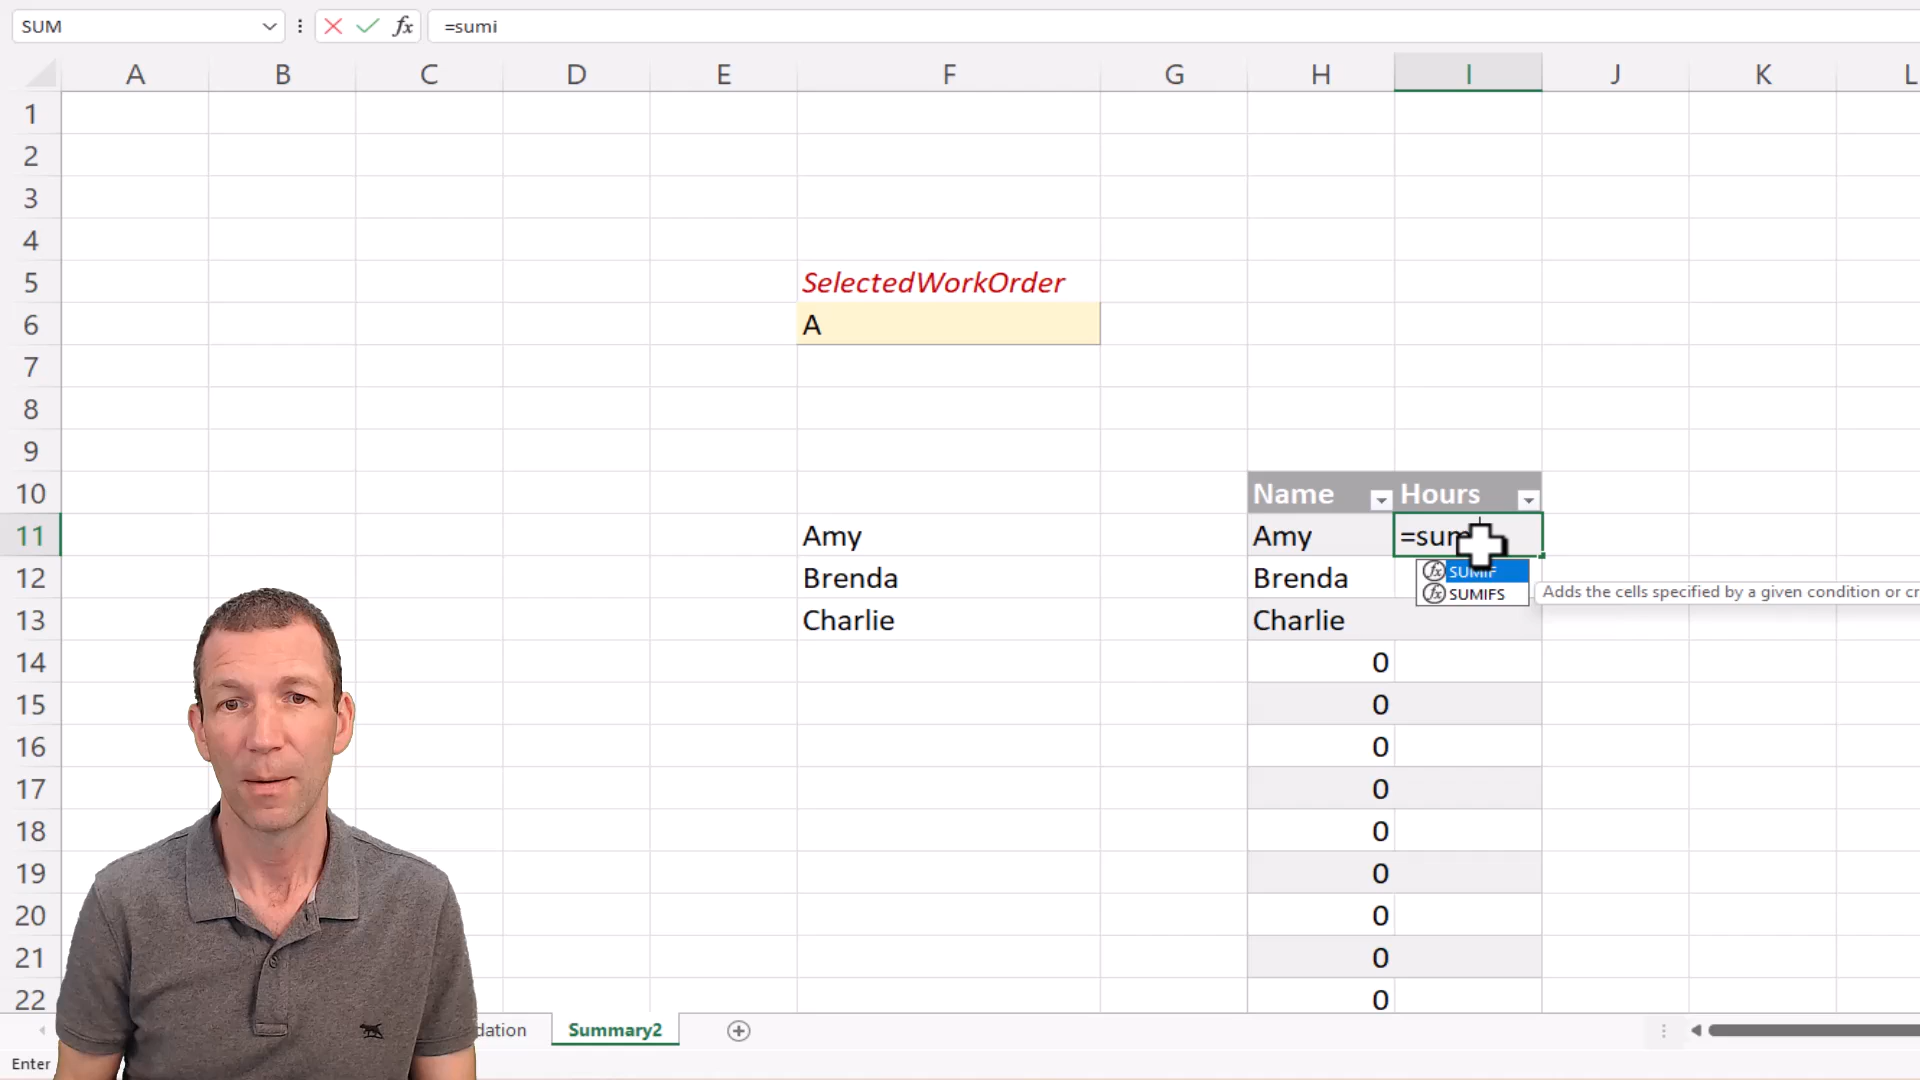 SUM
fx
=sumi
A B C D E F G H I J K L
1
2
3
4
5 SelectedWorkOrder
6 A
7
8
9
10 Name Hours
11 Amy Amy =sum
12 Brenda Brenda SUMIF
SUMIFS Adds the cells specified by a given condition or cr
13 Charlie Charlie
14 0
15 0
16 0
17 0
18 0
19 0
20 0
21 0
22 0
dation Summary2
Enter